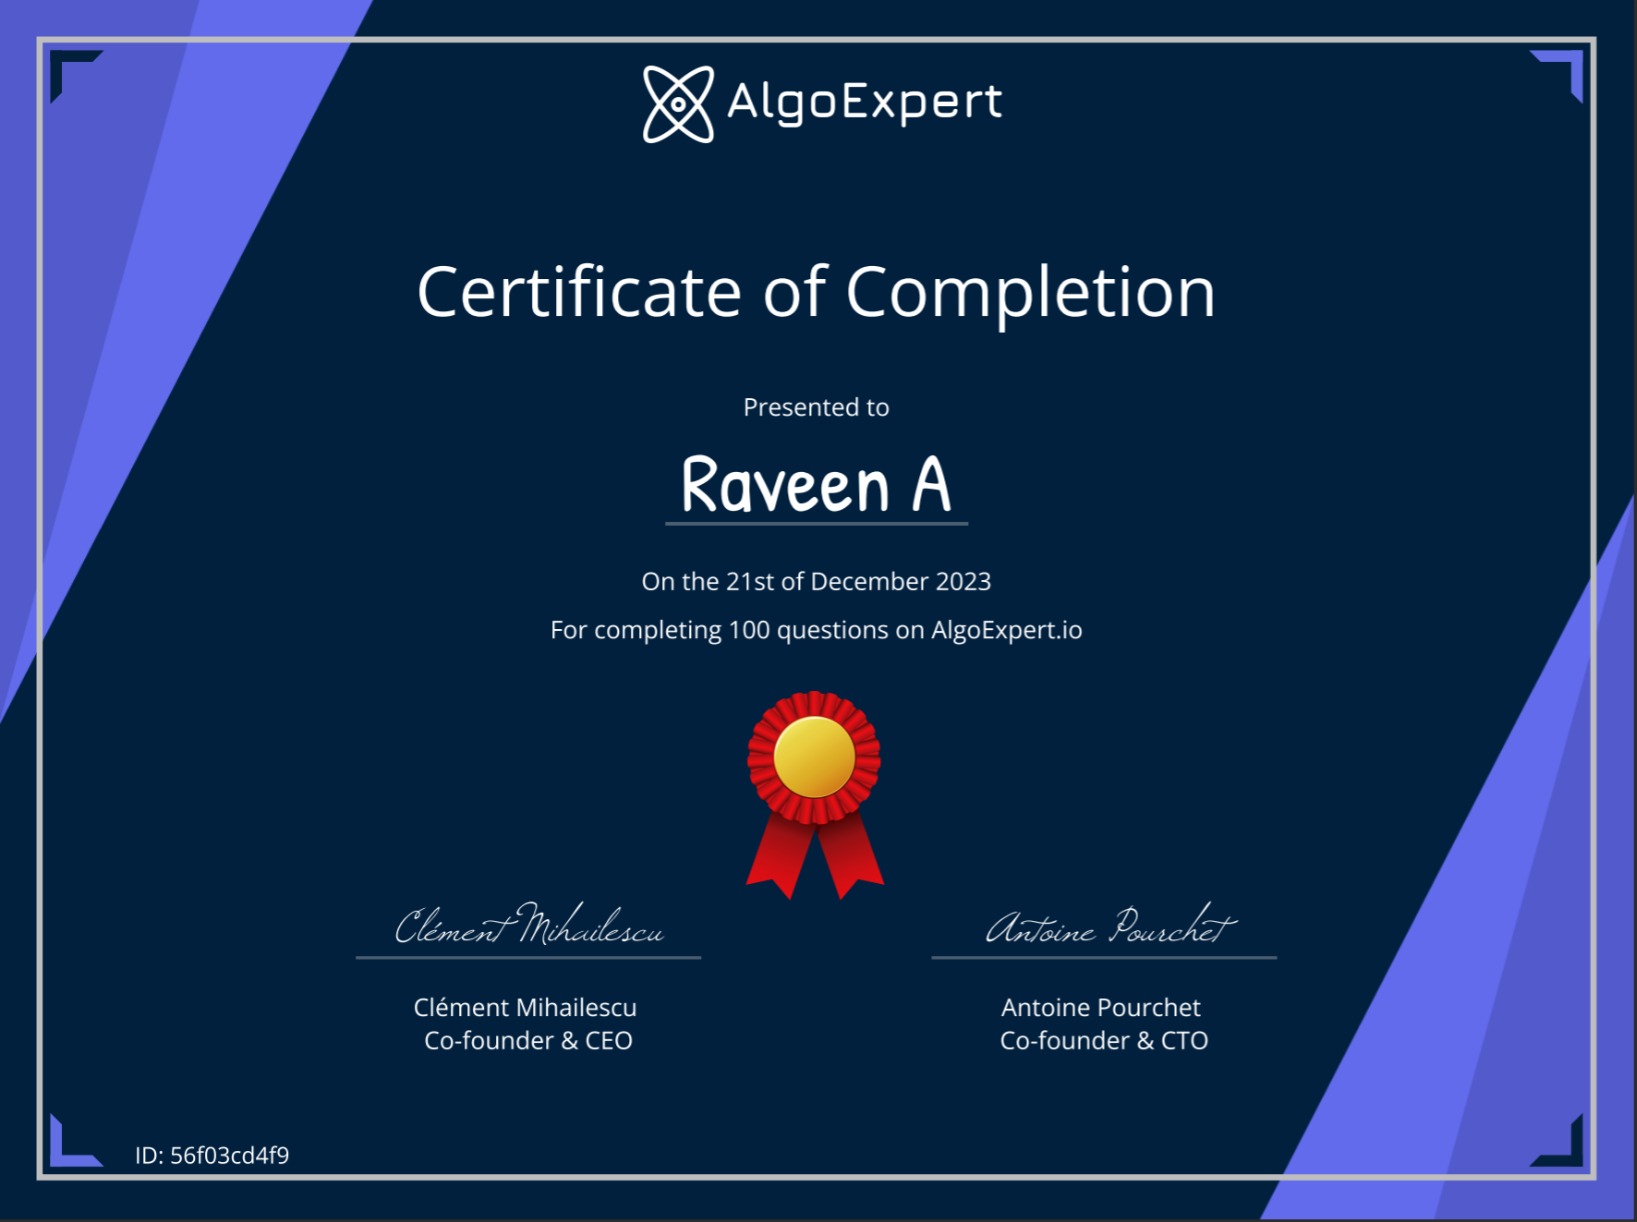 AlgoExpert
Certificate of Completion
Presented to
Raveen A
On the 21st of December 2023
For completing 100 questions on AlgoExpert.io
Clément Mihailescu
Antoine Pourchet
Clément Mihailescu
Co-founder & CEO
Antoine Pourchet
Co-founder & CTO
ID: 56f03cd4f9